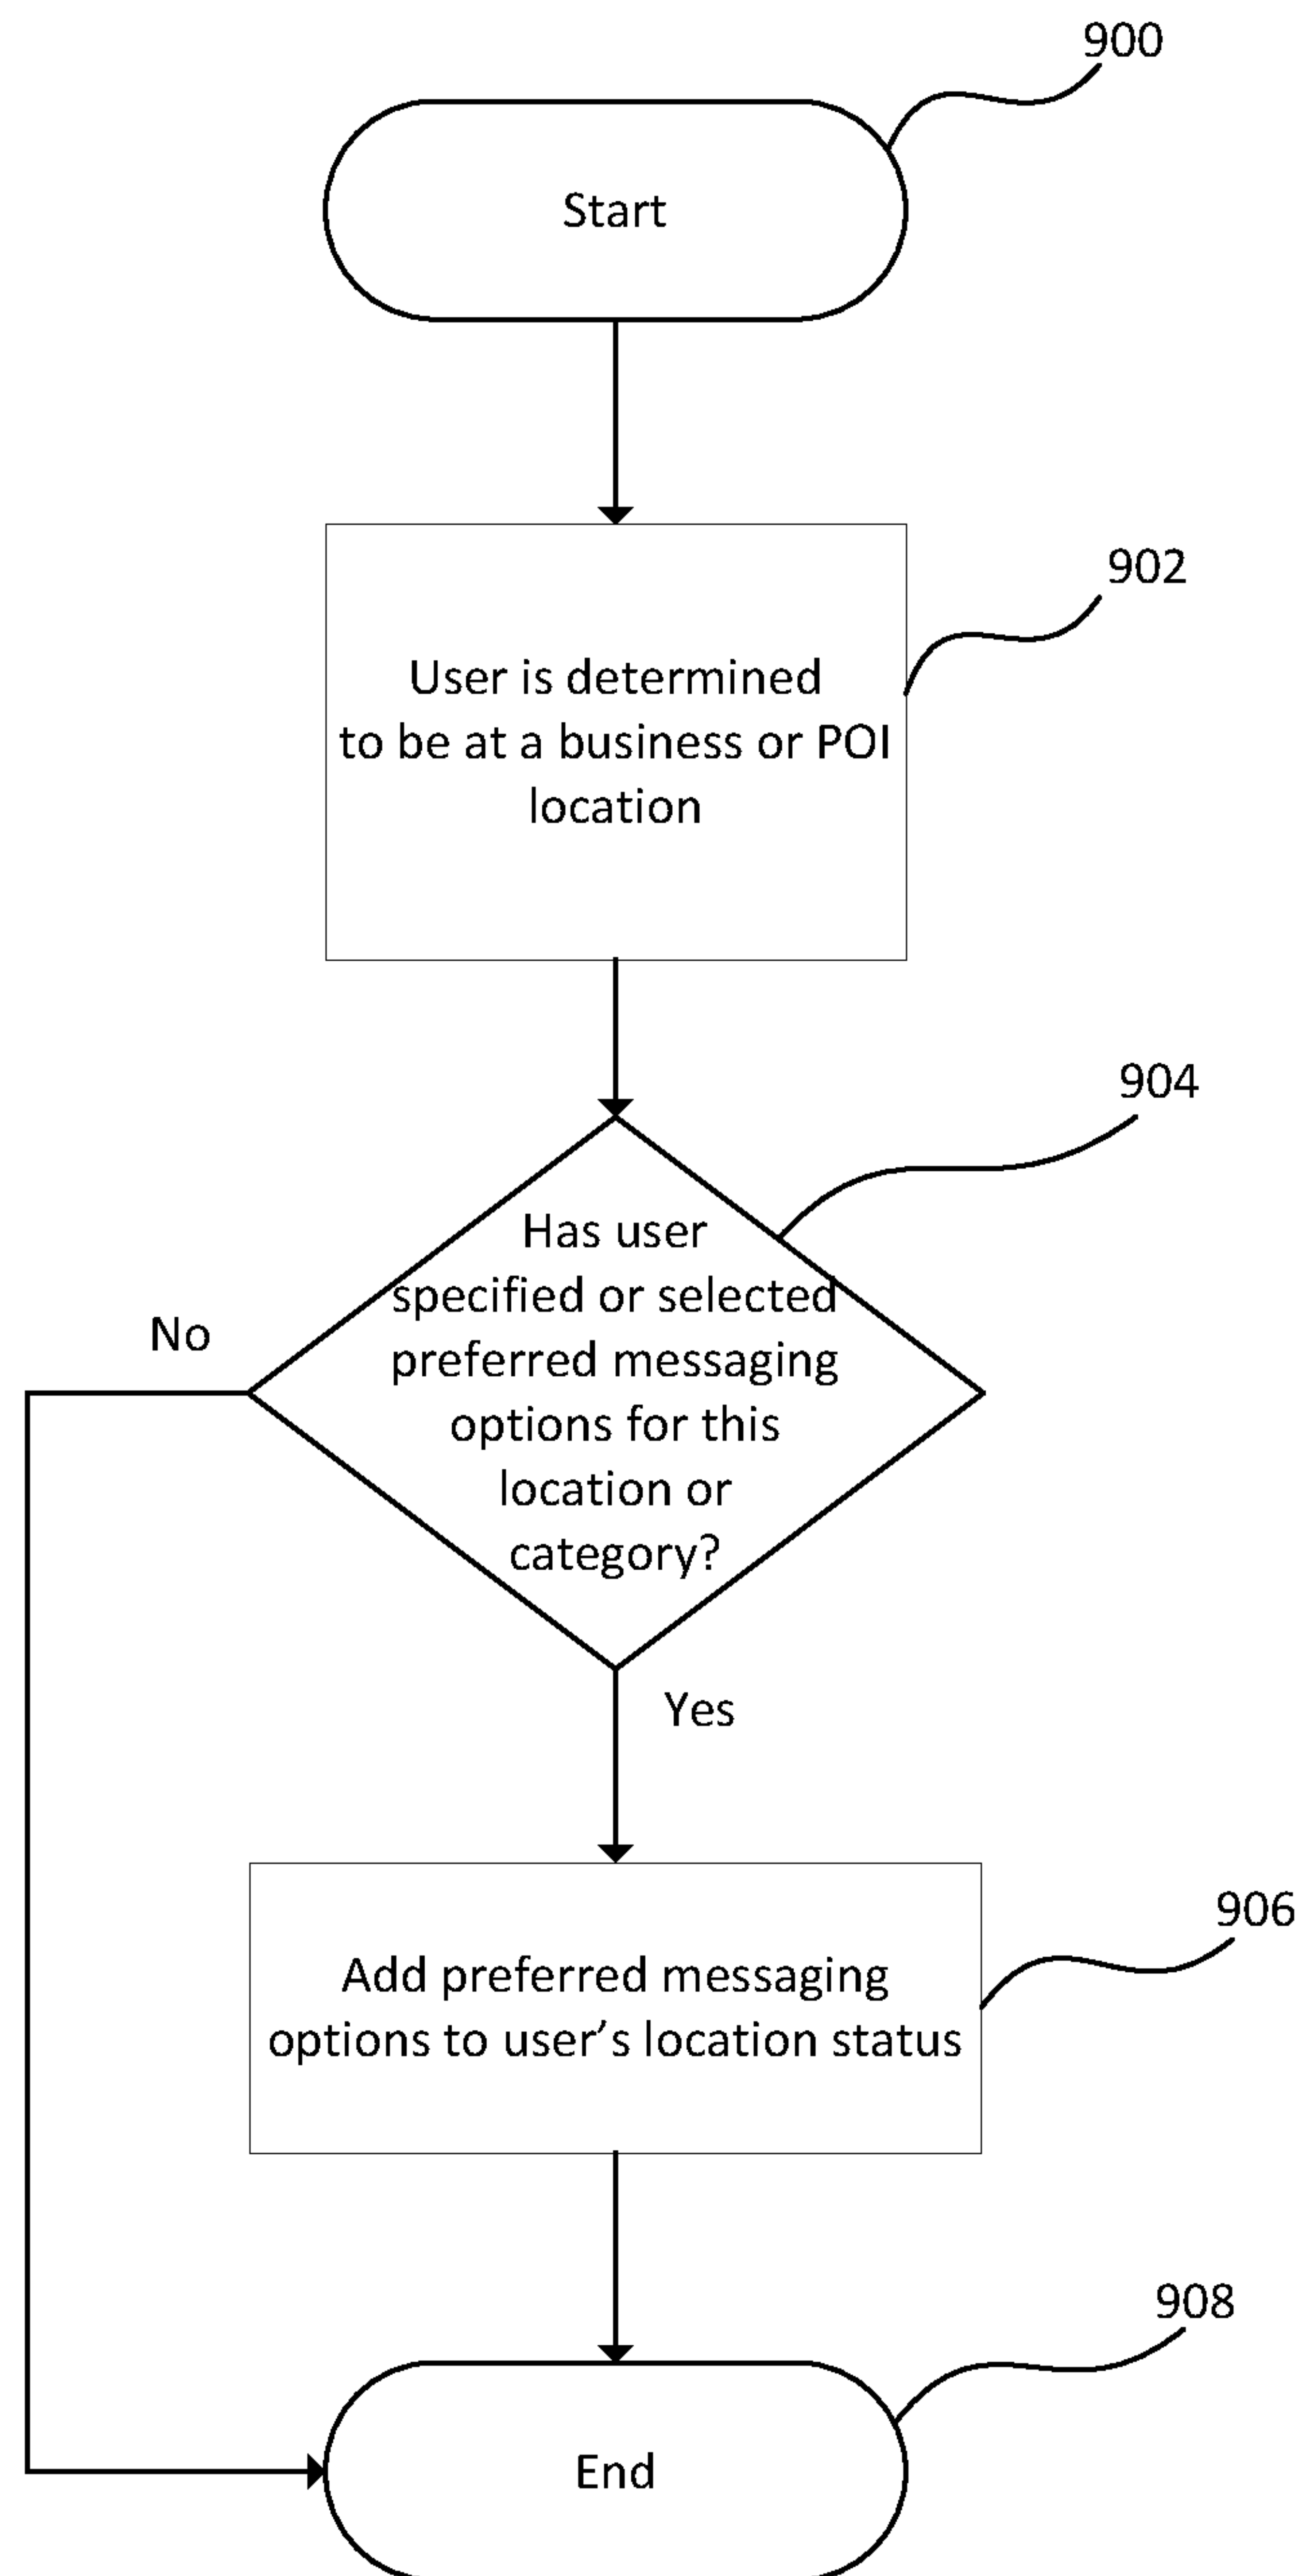 900
Start
902
User is determined
to be at a business or POI
location
904
Has user
specified or selected
preferred messaging
options for this
location or
category?
No
Yes
906
Add preferred messaging
options to user’s location status
908
End